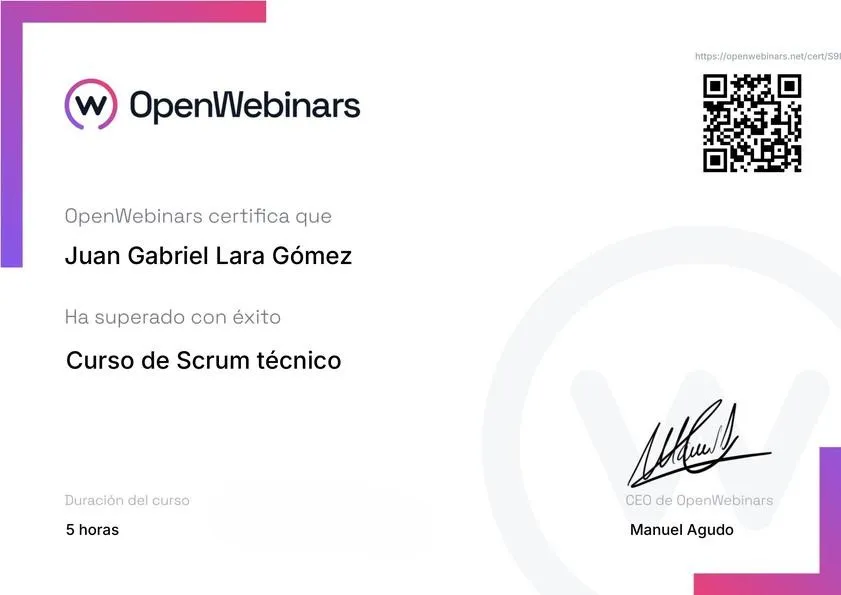 https://openwebinars.net/cert/S9
OpenWebinars
OpenWebinars certifica que
Juan Gabriel Lara Gómez
Ha superado con éxito
Curso de Scrum técnico
Duración del curso
5 horas
CEO de OpenWebinars
Manuel Agudo